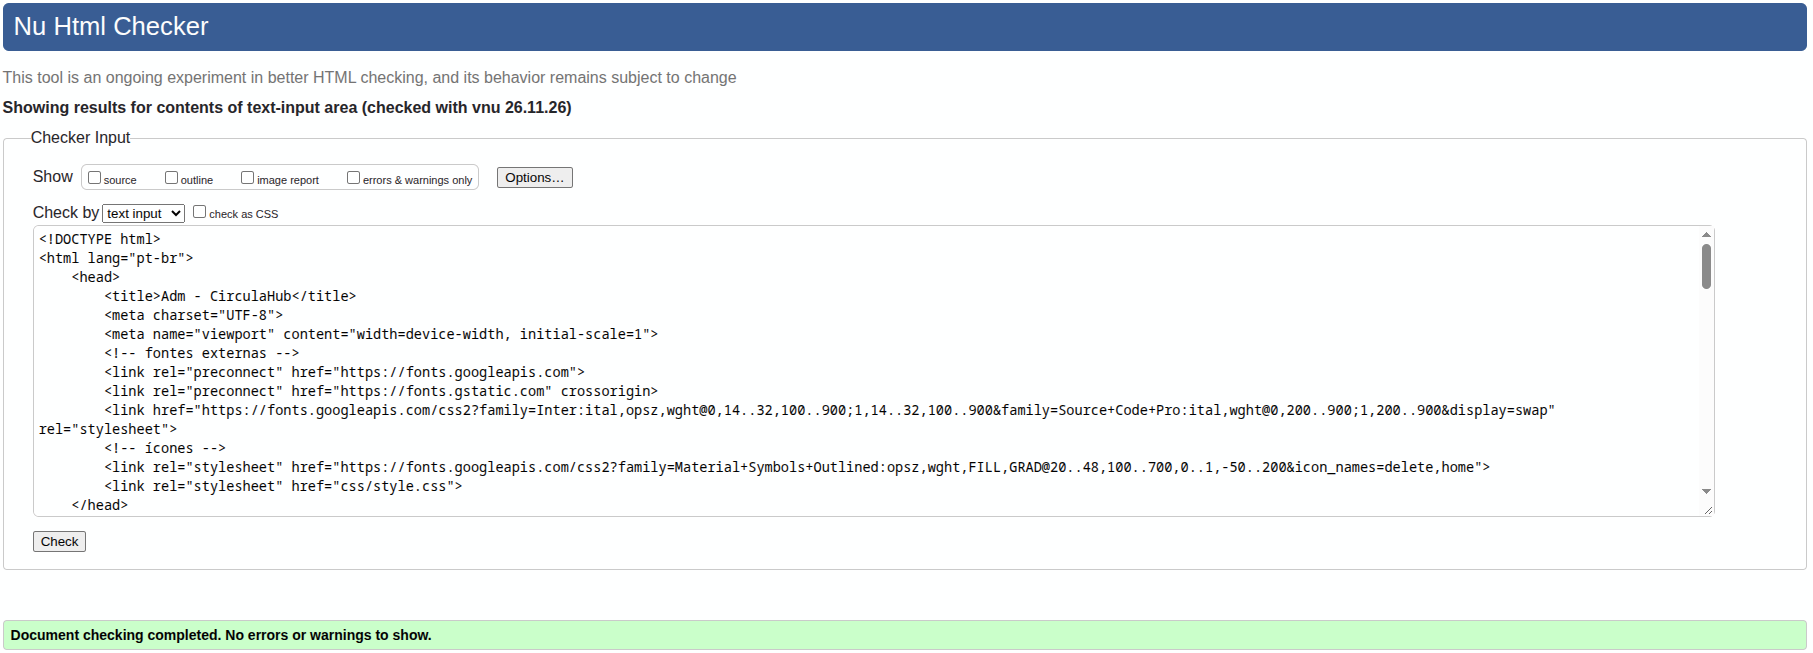 Nu Html Checker
This tool is an ongoing experiment in better HTML checking, and its behavior remains subject to change
Showing results for contents of text-input area (checked with vnu 26.11.26)
Checker Input
Show source outline image report errors & warnings only Options…
Check by text input check as CSS
<!DOCTYPE html>
<html lang="pt-br">
    <head>
        <title>Adm - CirculaHub</title>
        <meta charset="UTF-8">
        <meta name="viewport" content="width=device-width, initial-scale=1">
        <!-- fontes externas -->
        <link rel="preconnect" href="https://fonts.googleapis.com">
        <link rel="preconnect" href="https://fonts.gstatic.com" crossorigin>
        <link href="https://fonts.googleapis.com/css2?family=Inter:ital,opsz,wght@0,14..32,100..900;1,14..32,100..900&family=Source+Code+Pro:ital,wght@0,200..900;1,200..900&display=swap"
rel="stylesheet">
        <!-- ícones -->
        <link rel="stylesheet" href="https://fonts.googleapis.com/css2?family=Material+Symbols+Outlined:opsz,wght,FILL,GRAD@20..48,100..700,0..1,-50..200&icon_names=delete,home">
        <link rel="stylesheet" href="css/style.css">
    </head>
Check
Document checking completed. No errors or warnings to show.